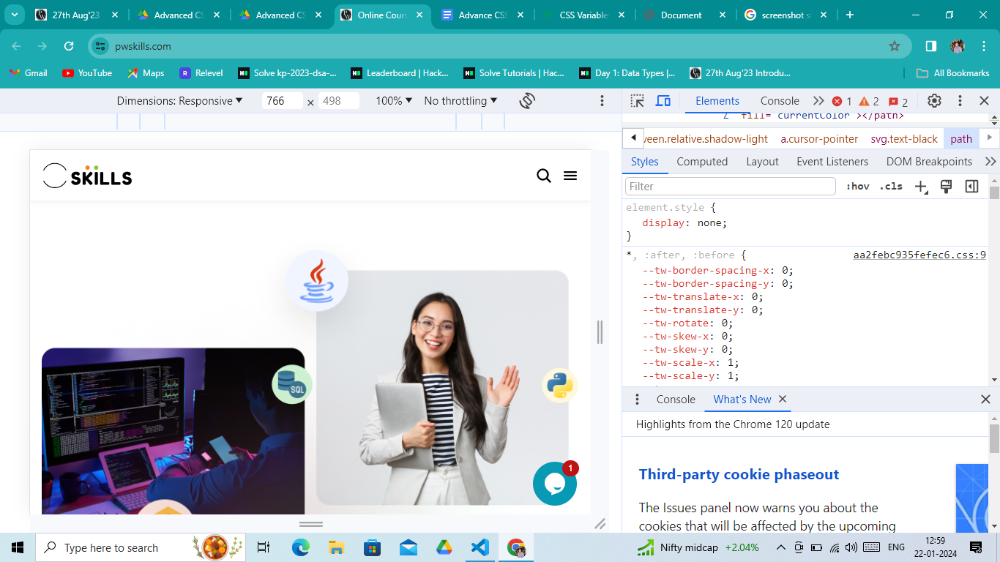 27th Aug'23
Advanced CS
Advanced CS
Online Cour
Advance CSS
CSS Variable
Document
screenshot s
pwskills.com
Gmail
YouTube
Maps
Relevel
Solve kp-2023-dsa-...
Leaderboard | Hack...
Solve Tutorials | Hac...
Day 1: Data Types |...
27th Aug'23 Introdu...
All Bookmarks
Dimensions: Responsive
766 × 498
100%
No throttling
Elements
Console
1
2
2
fill="currentColor"></path>
ween.relative.shadow-light
a.cursor-pointer
svg.text-black
path
Styles
Computed
Layout
Event Listeners
DOM Breakpoints
Filter
:hov
.cls
element.style {
display: none;
}
*, :after, :before {
aa2febc935fefec6.css:9
--tw-border-spacing-x: 0;
--tw-border-spacing-y: 0;
--tw-translate-x: 0;
--tw-translate-y: 0;
--tw-rotate: 0;
--tw-skew-x: 0;
--tw-skew-y: 0;
--tw-scale-x: 1;
--tw-scale-y: 1;
SKILLS
SQL
1
Console
What's New
Highlights from the Chrome 120 update
Third-party cookie phaseout
The Issues panel now warns you about the
cookies that will be affected by the upcoming
Type here to search
Nifty midcap +2.04%
ENG
12:59
22-01-2024